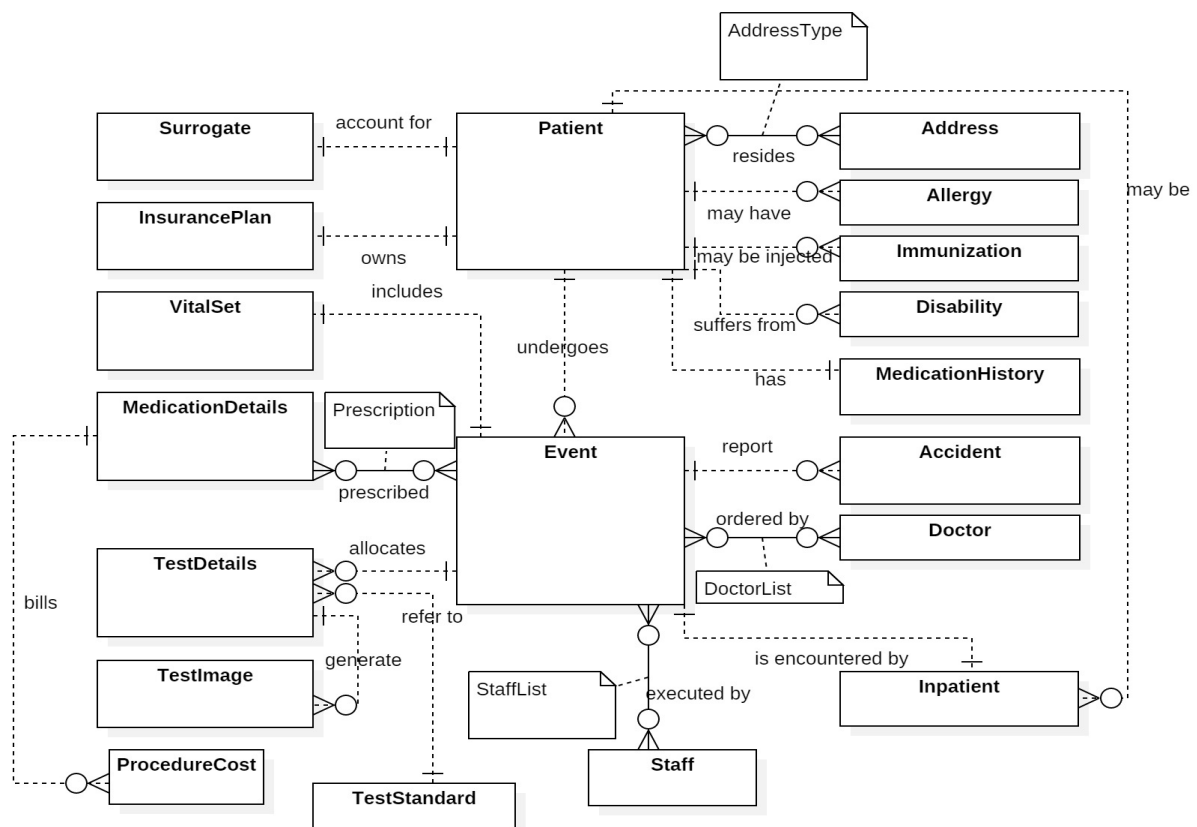 AddressType
Surrogate
account for
Patient
Address
resides
Allergy
may be
InsurancePlan
may have
owns
may be injected
Immunization
includes
VitalSet
Disability
suffers from
undergoes
has
MedicationHistory
MedicationDetails
Prescription
Event
report
Accident
prescribed
ordered by
Doctor
allocates
TestDetails
DoctorList
bills
refer to
generate
is encountered by
TestImage
StaffList
executed by
Inpatient
ProcedureCost
Staff
TestStandard